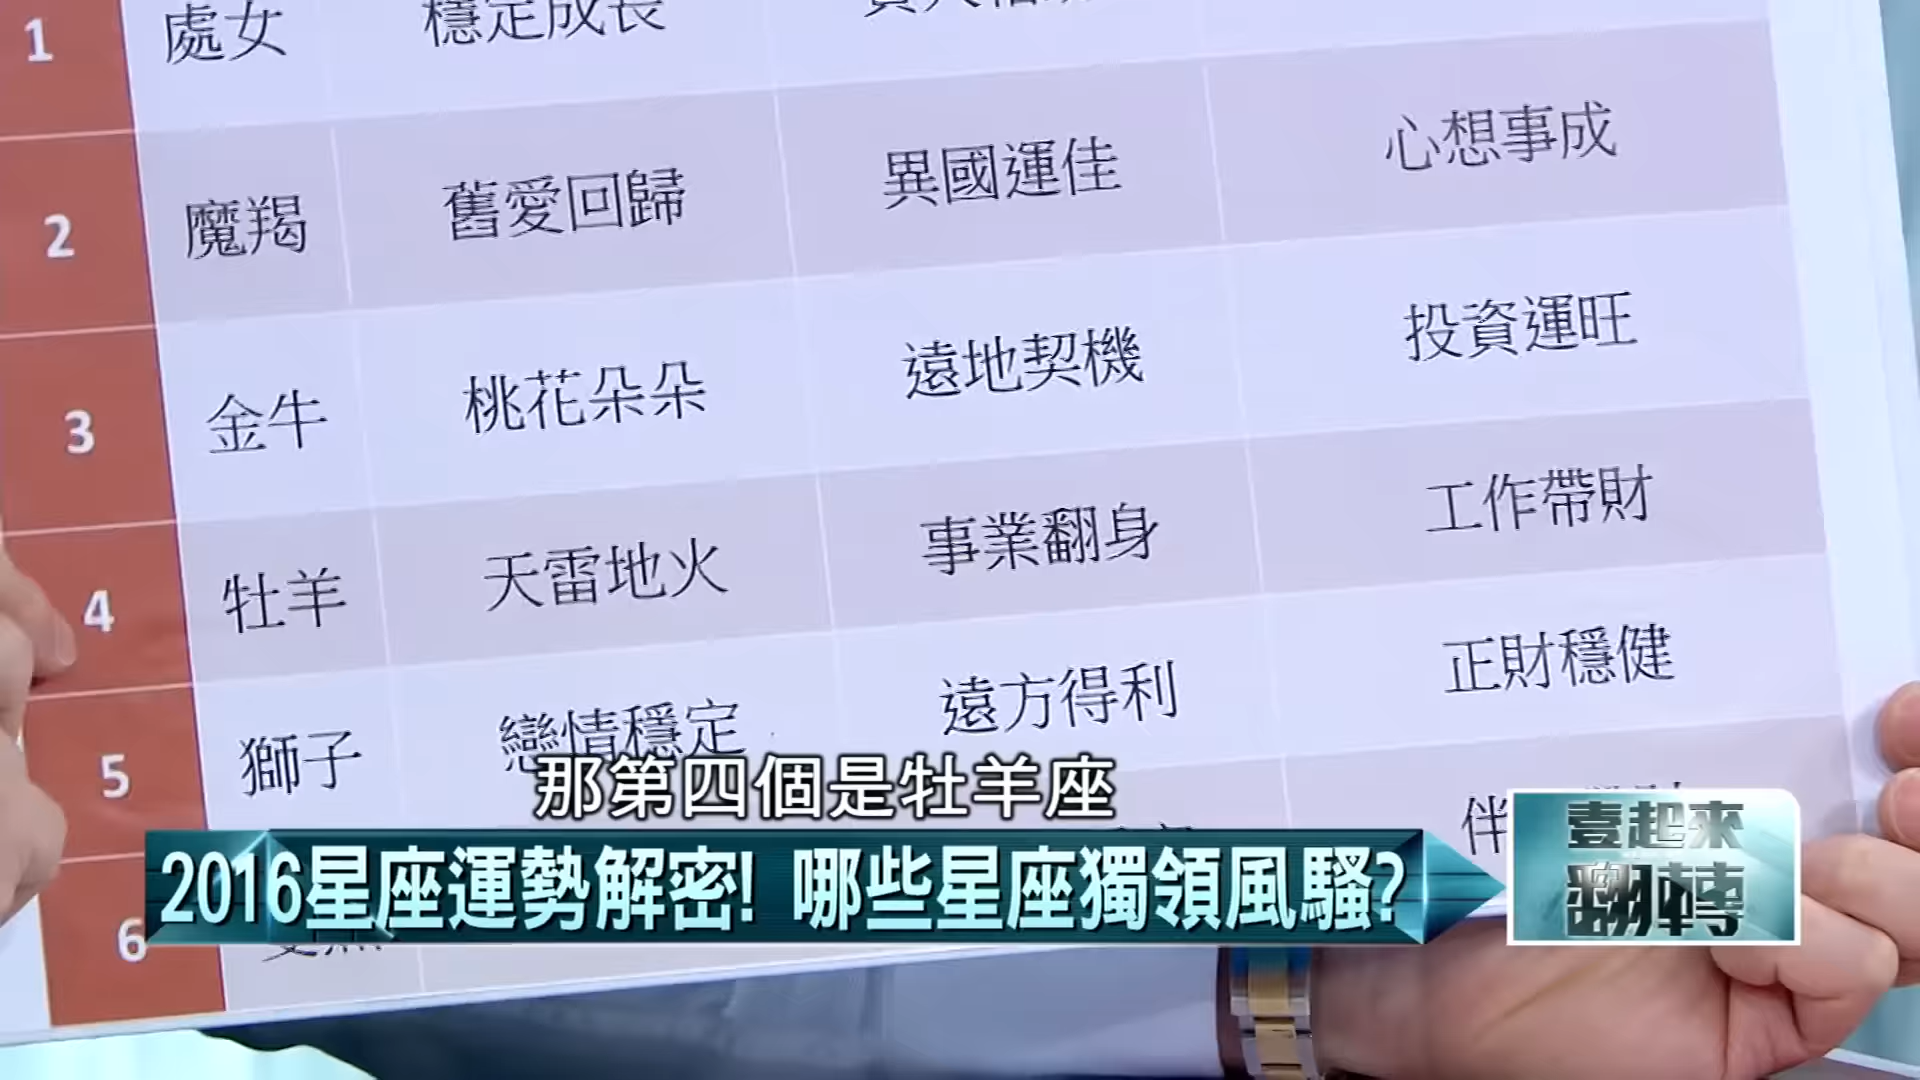 1 處女 穩定成長
2 魔羯 舊愛回歸 異國運佳 心想事成
3 金牛 桃花朵朵 遠地契機 投資運旺
4 牡羊 天雷地火 事業翻身 工作帶財
5 獅子 戀情穩定 遠方得利 正財穩健
6 伴
那第四個是牡羊座
2016星座運勢解密! 哪些星座獨領風騷?
壹起來
翻轉